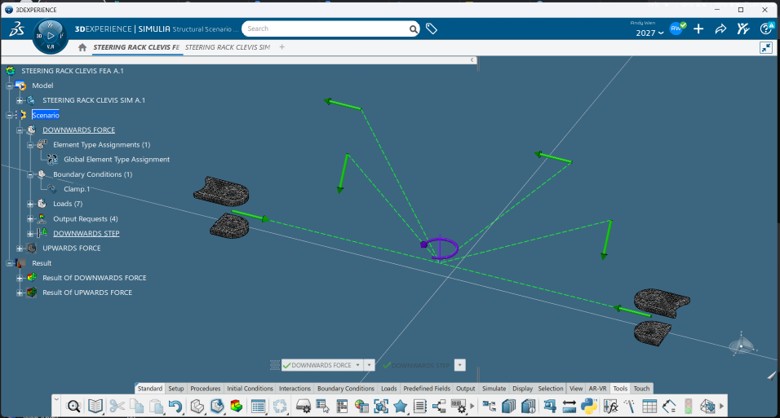 3DEXPERIENCE
3DEXPERIENCE | SIMULIA Structural Scenario ...
Search
2027
V.R
STEERING RACK CLEVIS FE
STEERING RACK CLEVIS SIM
STEERING RACK CLEVIS FEA A.1
Model
STEERING RACK CLEVIS SIM A.1
Scenario
DOWNWARDS FORCE
Element Type Assignments (1)
Global Element Type Assignment
Boundary Conditions (1)
Clamp.1
Loads (7)
Output Requests (4)
DOWNWARDS STEP
UPWARDS FORCE
Result
Result Of DOWNWARDS FORCE
Result Of UPWARDS FORCE
DOWNWARDS FORCE
DOWNWARDS STEP
Standard Setup Procedures Initial Conditions Interactions Boundary Conditions Loads Predefined Fields Output Simulate Display Selection View AR-VR Tools Touch